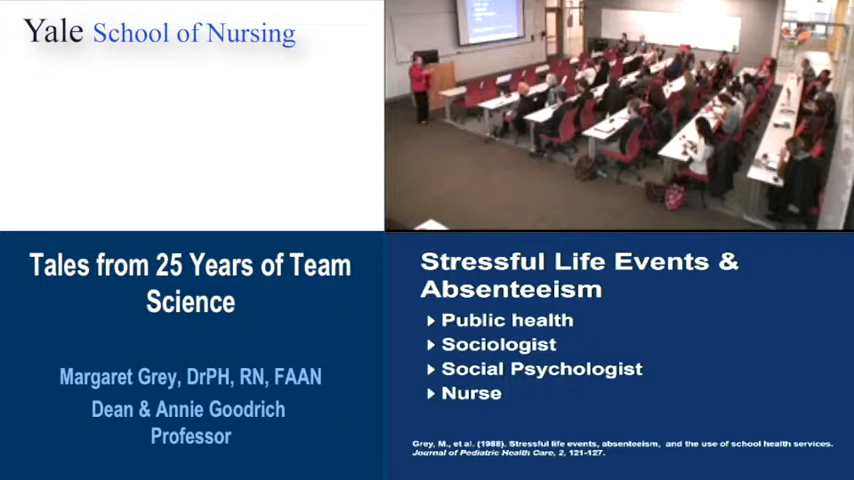 Yale School of Nursing
Tales from 25 Years of Team
Science
Margaret Grey, DrPH, RN, FAAN
Dean & Annie Goodrich
Professor
Stressful Life Events &
Absenteeism
Public health
Sociologist
Social Psychologist
Nurse
Grey, M., et al. (1988). Stressful life events, absenteeism, and the use of school health services.
Journal of Pediatric Health Care, 2, 121-127.